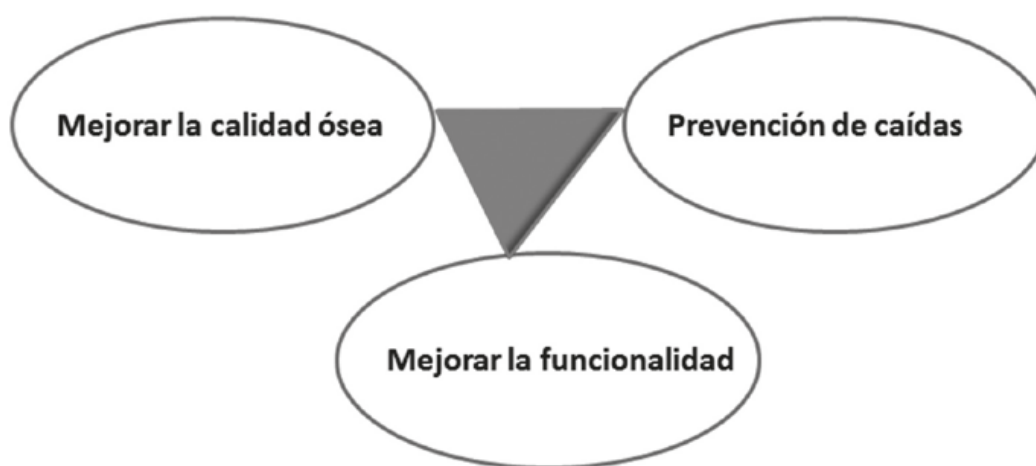 Mejorar la calidad ósea
Prevención de caídas
Mejorar la funcionalidad